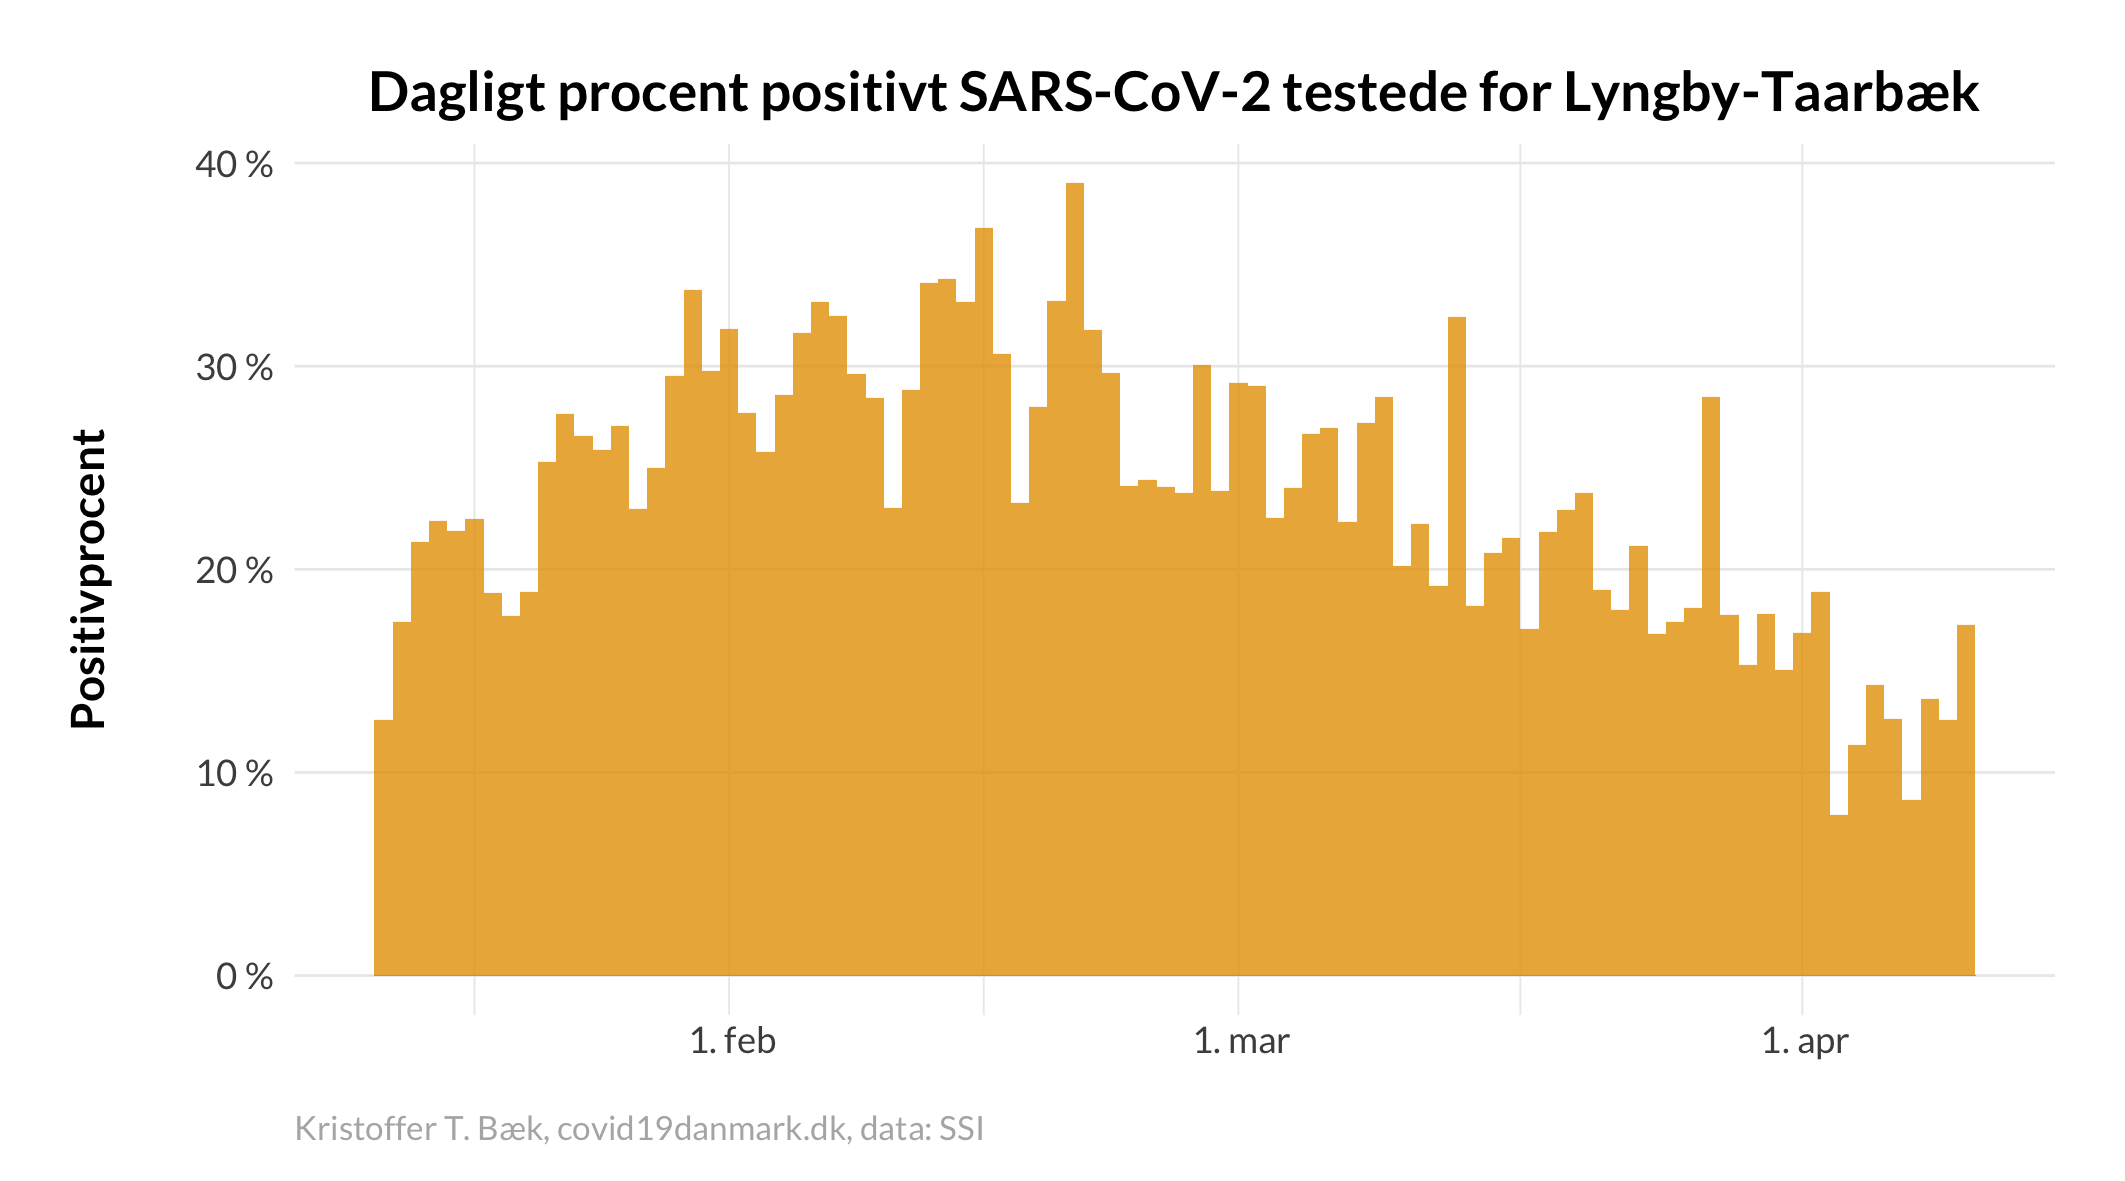 Dagligt procent positivt SARS-CoV-2 testede for Lyngby-Taarbæk
Positivprocent
40 %
30 %
20 %
10 %
0 %
1. feb
1. mar
1. apr
Kristoffer T. Bæk, covid19danmark.dk, data: SSI